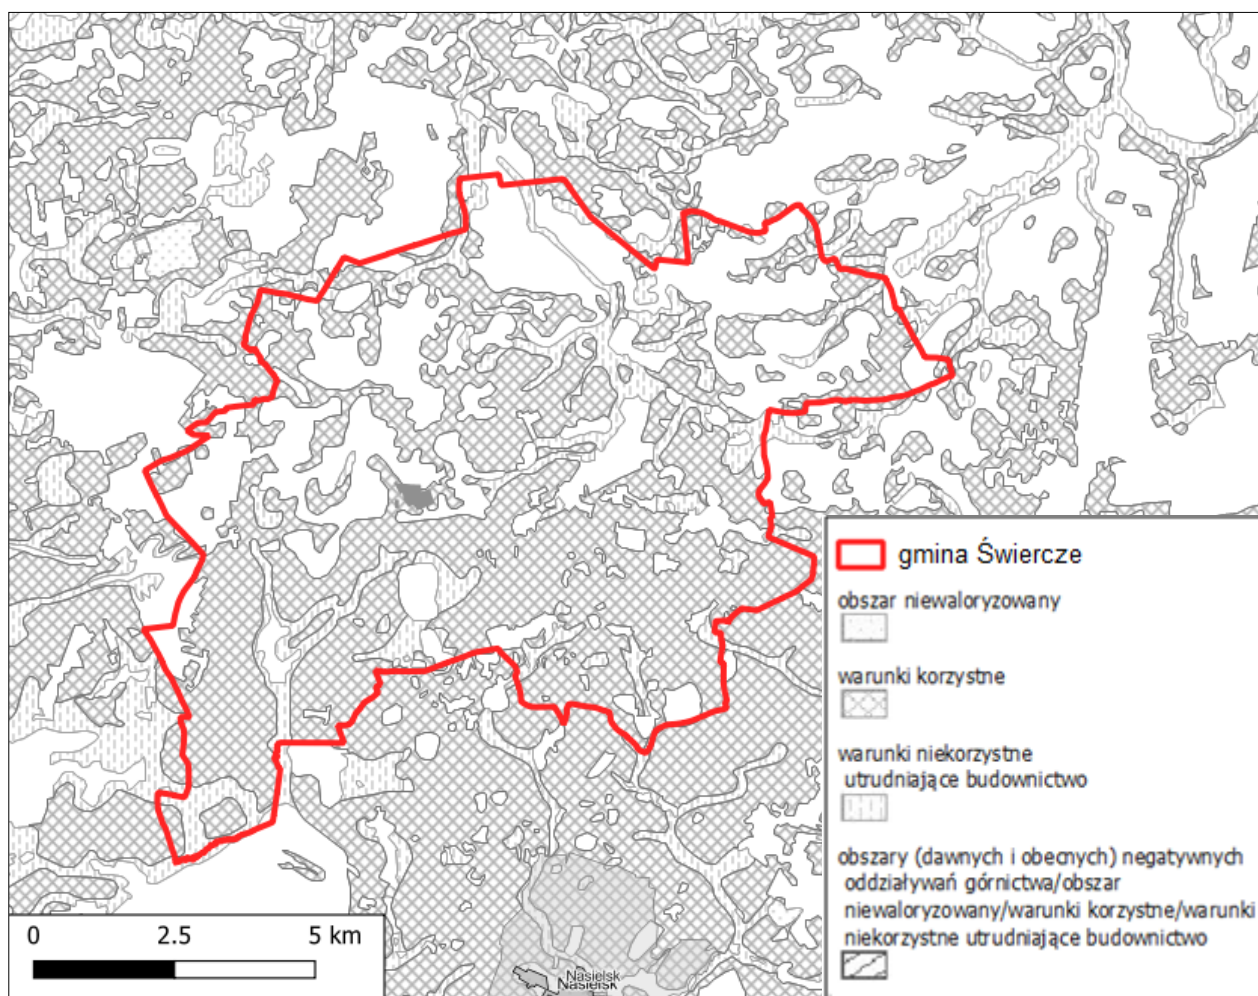 gmina Świercze
obszar niewaloryzowany
warunki korzystne
warunki niekorzystne
utrudniające budownictwo
obszary (dawnych i obecnych) negatywnych
oddziaływań górnictwa/obszar
niewaloryzowany/warunki korzystne/warunki
niekorzystne utrudniające budownictwo
0 2.5 5 km
Nasielsk
Nasielsk